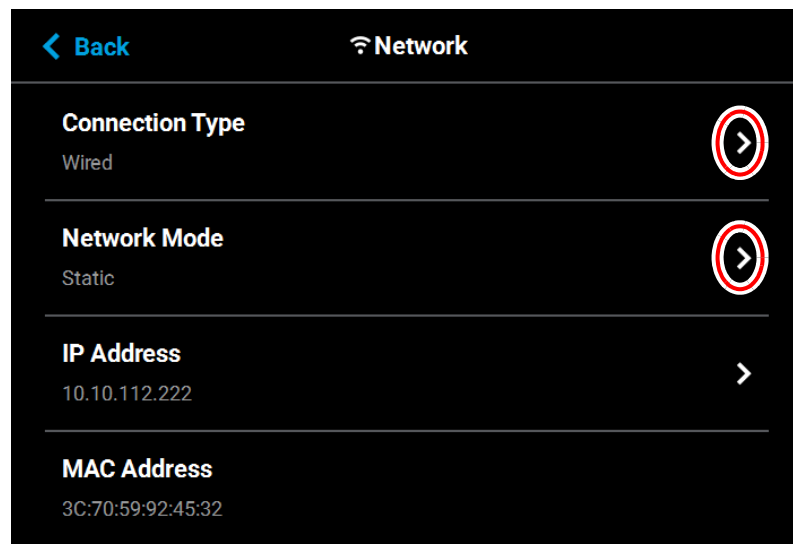 Back
Network
Connection Type
Wired
Network Mode
Static
IP Address
10.10.112.222
MAC Address
3C:70:59:92:45:32